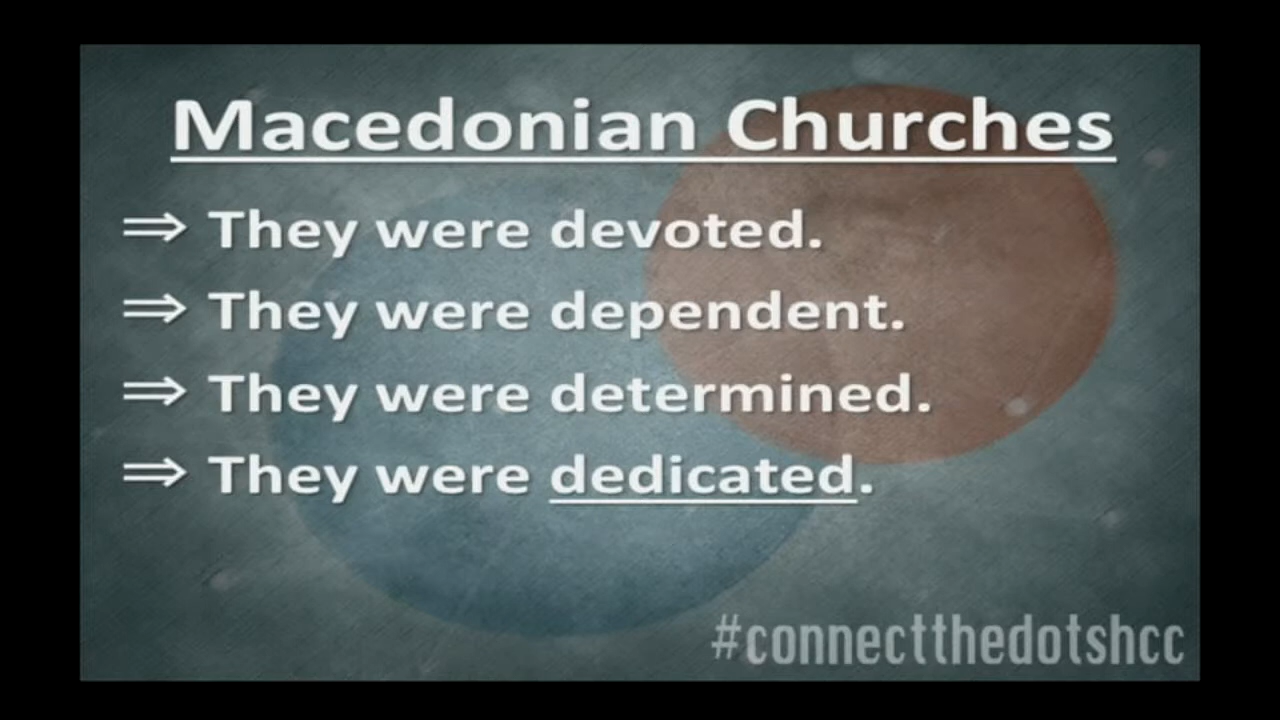 Macedonian Churches
⇒ They were devoted.
⇒ They were dependent.
⇒ They were determined.
⇒ They were dedicated.
#connectthedotshcc